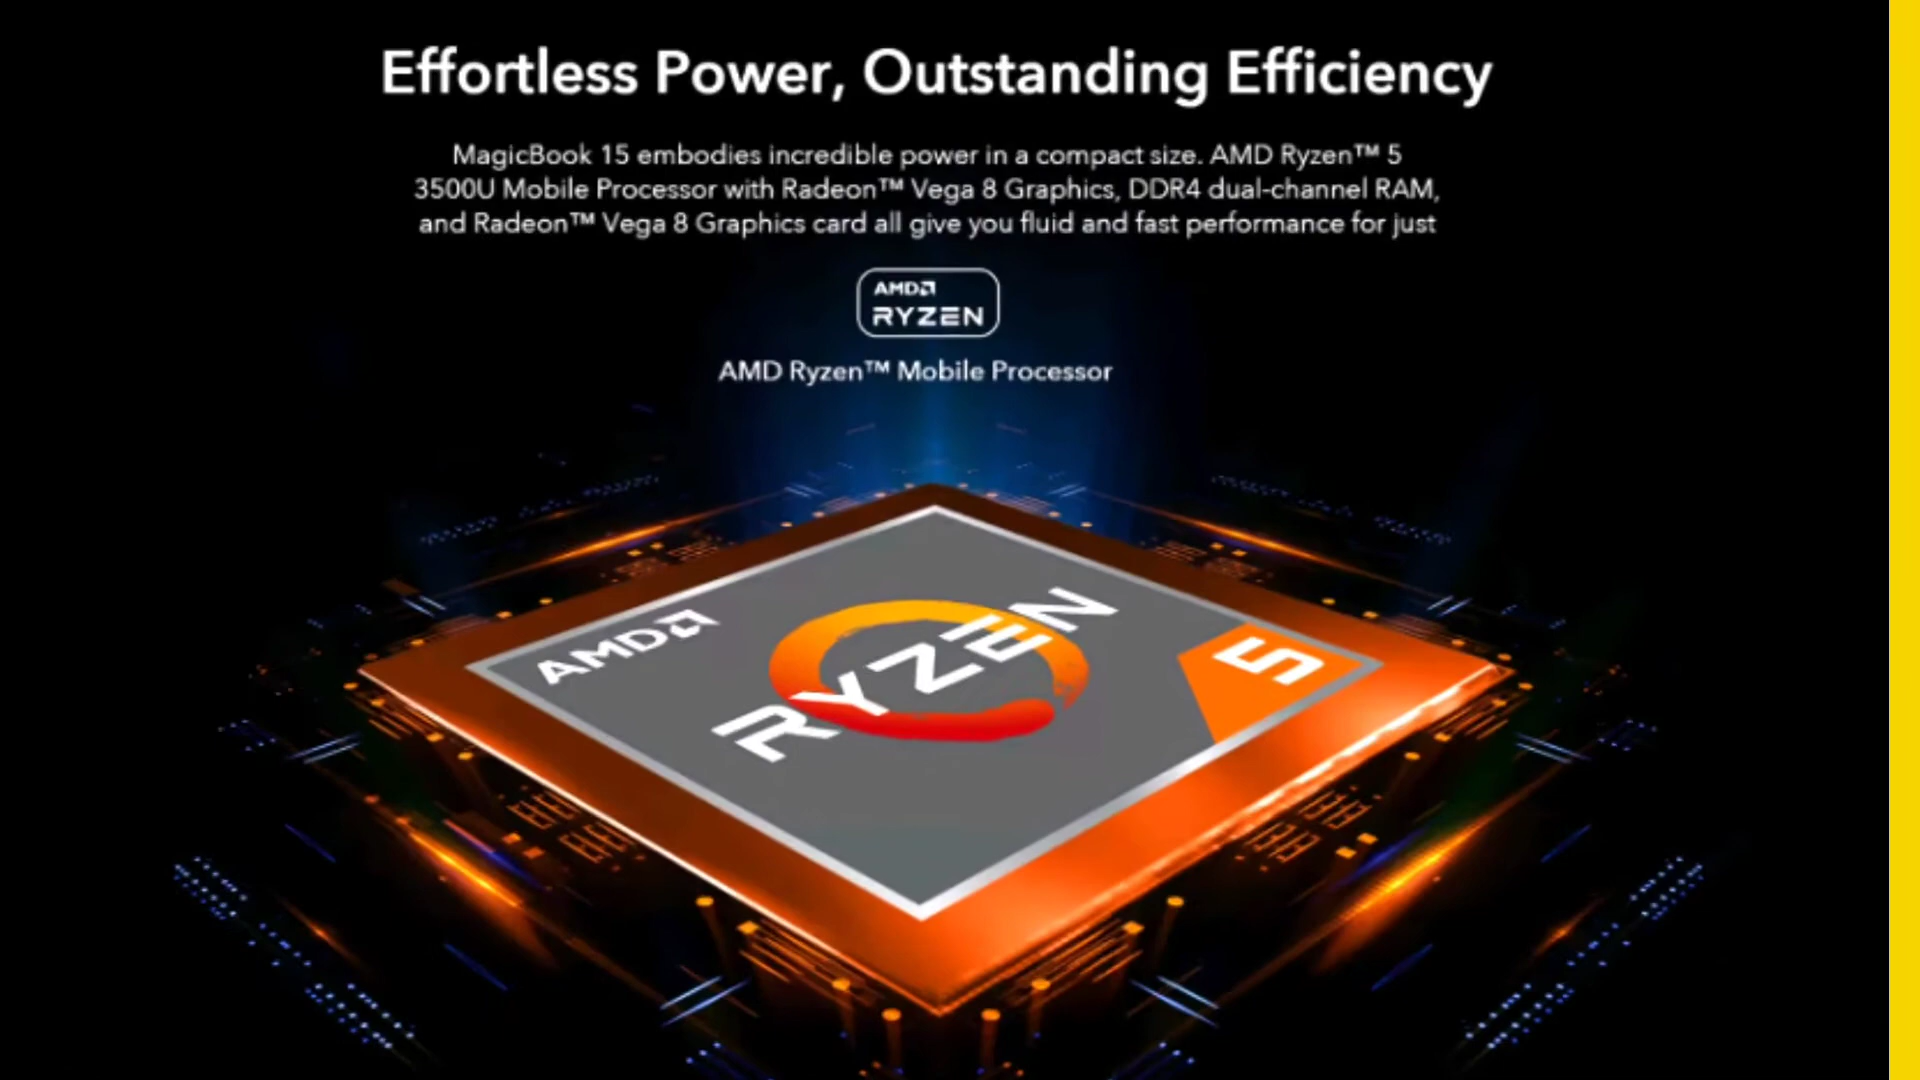 Effortless Power, Outstanding Efficiency
MagicBook 15 embodies incredible power in a compact size. AMD Ryzen™ 5
3500U Mobile Processor with Radeon™ Vega 8 Graphics, DDR4 dual-channel RAM,
and Radeon™ Vega 8 Graphics card all give you fluid and fast performance for just
AMD
RYZEN
AMD Ryzen™ Mobile Processor
AMD
RYZEN
5